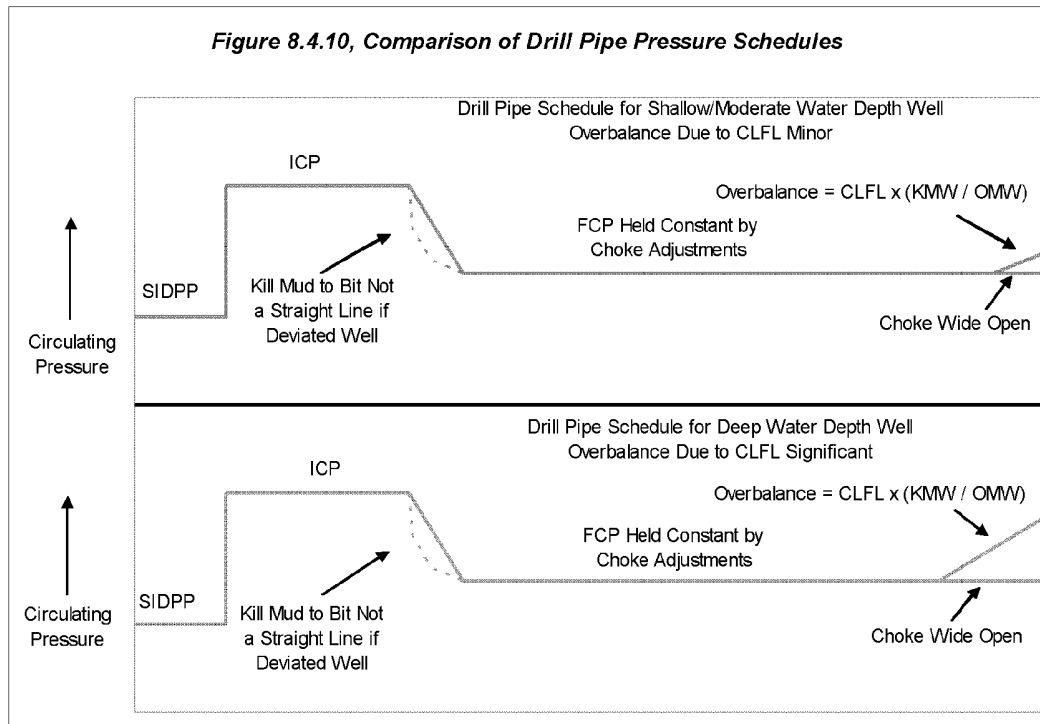 Figure 8.4.10, Comparison of Drill Pipe Pressure Schedules
Drill Pipe Schedule for Shallow/Moderate Water Depth Well
Overbalance Due to CLFL Minor
ICP
Overbalance = CLFL x (KMW / OMW)
FCP Held Constant by
Choke Adjustments
Kill Mud to Bit Not
a Straight Line if
Deviated Well
SIDPP
Choke Wide Open
Circulating
Pressure
Drill Pipe Schedule for Deep Water Depth Well
Overbalance Due to CLFL Significant
ICP
Overbalance = CLFL x (KMW / OMW)
FCP Held Constant by
Choke Adjustments
SIDPP
Kill Mud to Bit Not
a Straight Line if
Deviated Well
Choke Wide Open
Circulating
Pressure